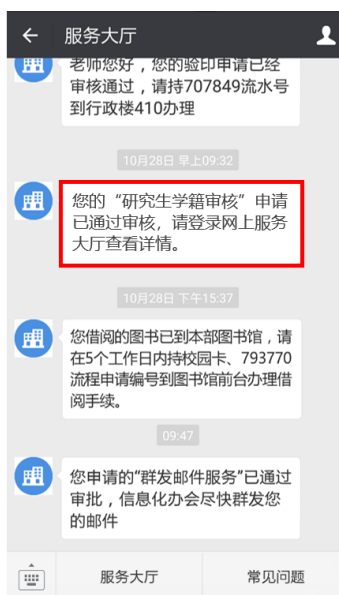 服务大厅
老师您好，您的验印申请已经
审核通过，请持707849流水号
到行政楼410办理
10月28日 早上09:32
您的“研究生学籍审核”申请
已通过审核，请登录网上服务
大厅查看详情。
10月28日 下午15:37
您借阅的图书已到本部图书馆，请
在5个工作日内持校园卡、793770
流程申请编号到图书馆前台办理借
阅手续。
09:47
您申请的“群发邮件服务”已通过
审批，信息化办会尽快群发您
的邮件
服务大厅
常见问题